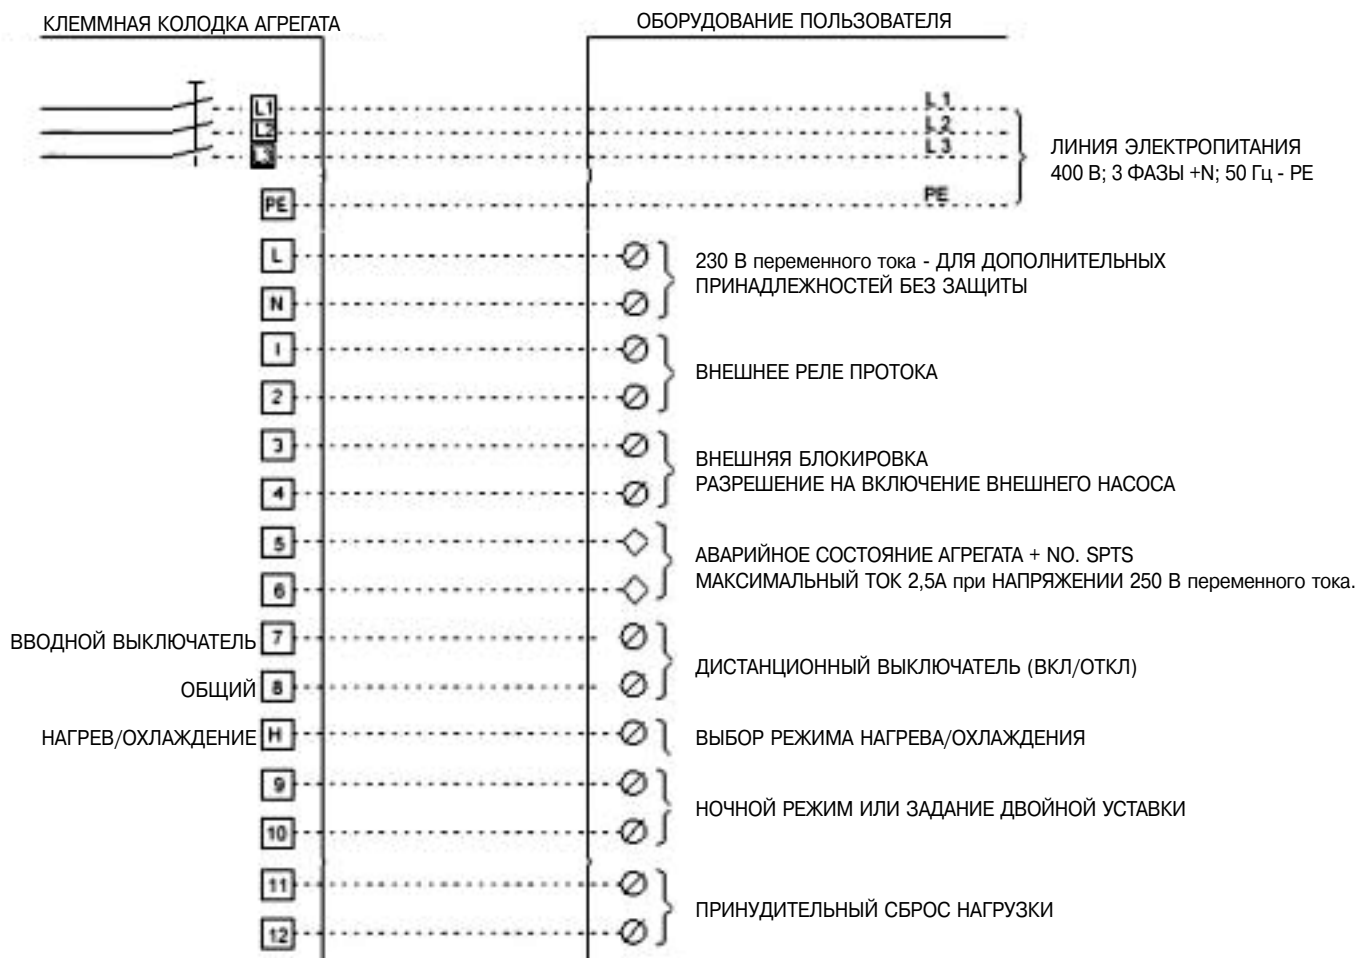 КЛЕММНАЯ КОЛОДКА АГРЕГАТА
ОБОРУДОВАНИЕ ПОЛЬЗОВАТЕЛЯ
L1 L1
L2 L2
L3 L3
ЛИНИЯ ЭЛЕКТРОПИТАНИЯ
400 В; 3 ФАЗЫ +N; 50 Гц - PE
PE PE
L
230 В переменного тока - ДЛЯ ДОПОЛНИТЕЛЬНЫХ
ПРИНАДЛЕЖНОСТЕЙ БЕЗ ЗАЩИТЫ
N
1
ВНЕШНЕЕ РЕЛЕ ПРОТОКА
2
3
ВНЕШНЯЯ БЛОКИРОВКА
РАЗРЕШЕНИЕ НА ВКЛЮЧЕНИЕ ВНЕШНЕГО НАСОСА
4
5
АВАРИЙНОЕ СОСТОЯНИЕ АГРЕГАТА + NO. SPTS
МАКСИМАЛЬНЫЙ ТОК 2,5А при НАПРЯЖЕНИИ 250 В переменного тока.
6
ВВОДНОЙ ВЫКЛЮЧАТЕЛЬ 7
ДИСТАНЦИОННЫЙ ВЫКЛЮЧАТЕЛЬ (ВКЛ/ОТКЛ)
ОБЩИЙ 8
НАГРЕВ/ОХЛАЖДЕНИЕ H
ВЫБОР РЕЖИМА НАГРЕВА/ОХЛАЖДЕНИЯ
9
НОЧНОЙ РЕЖИМ ИЛИ ЗАДАНИЕ ДВОЙНОЙ УСТАВКИ
10
11
ПРИНУДИТЕЛЬНЫЙ СБРОС НАГРУЗКИ
12